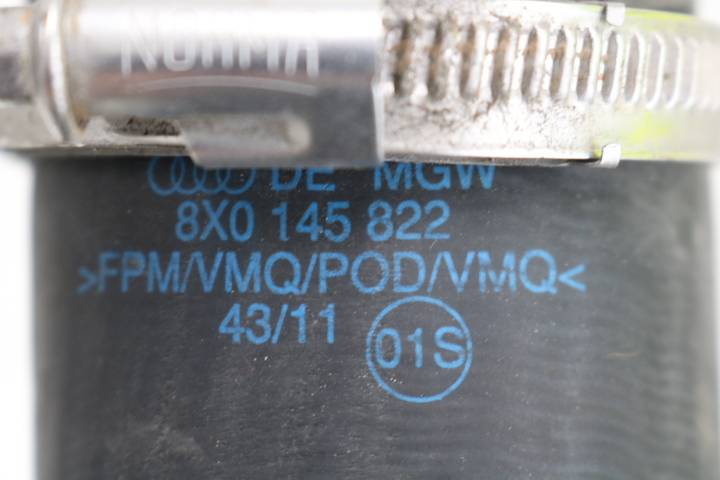 NORMA
DE MGW
8X0 145 822
>FPM/VMQ/POD/VMQ<
43/11
01S